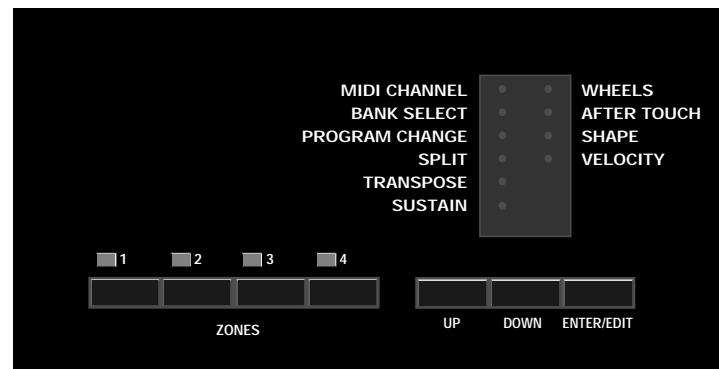 MIDI CHANNEL WHEELS
BANK SELECT AFTER TOUCH
PROGRAM CHANGE SHAPE
SPLIT VELOCITY
TRANSPOSE
SUSTAIN
1 2 3 4
ZONES UP DOWN ENTER/EDIT